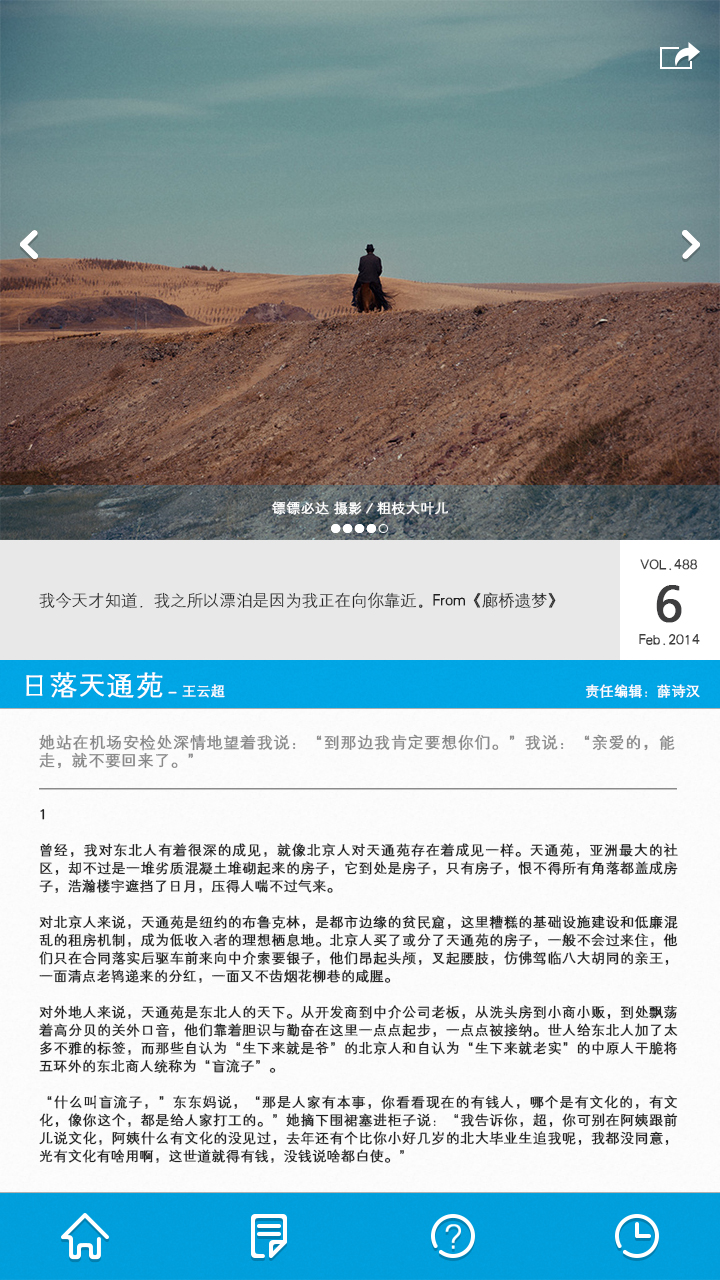 镖镖必达 摄影 / 粗枝大叶儿
我今天才知道．我之所以漂泊是因为我正在向你靠近。From《廊桥遗梦》
VOL.488
6
Feb.2014
日落天通苑 – 王云超
责任编辑：薛诗汉
她站在机场安检处深情地望着我说：“到那边我肯定要想你们。”我说：“亲爱的，能
走，就不要回来了。”
1
曾经，我对东北人有着很深的成见，就像北京人对天通苑存在着成见一样。天通苑，亚洲最大的社
区，却不过是一堆劣质混凝土堆砌起来的房子，它到处是房子，只有房子，恨不得所有角落都盖成房
子，浩瀚楼宇遮挡了日月，压得人喘不过气来。
对北京人来说，天通苑是纽约的布鲁克林，是都市边缘的贫民窟，这里糟糕的基础设施建设和低廉混
乱的租房机制，成为低收入者的理想栖息地。北京人买了或分了天通苑的房子，一般不会过来住，他
们只在合同落实后驱车前来向中介索要银子，他们昂起头颅，叉起腰肢，仿佛驾临八大胡同的亲王，
一面清点老鸨递来的分红，一面又不齿烟花柳巷的咸腥。
对外地人来说，天通苑是东北人的天下。从开发商到中介公司老板，从洗头房到小商小贩，到处飘荡
着高分贝的关外口音，他们靠着胆识与勤奋在这里一点点起步，一点点被接纳。世人给东北人加了太
多不雅的标签，而那些自认为“生下来就是爷”的北京人和自认为“生下来就老实”的中原人干脆将
五环外的东北商人统称为“盲流子”。
“什么叫盲流子，”东东妈说，“那是人家有本事，你看看现在的有钱人，哪个是有文化的，有文
化，像你这个，都是给人家打工的。”她摘下围裙塞进柜子说：“我告诉你，超，你可别在阿姨跟前
儿说文化，阿姨什么有文化的没见过，去年还有个比你小好几岁的北大毕业生追我呢，我都没同意，
光有文化有啥用啊，这世道就得有钱，没钱说啥都白使。”